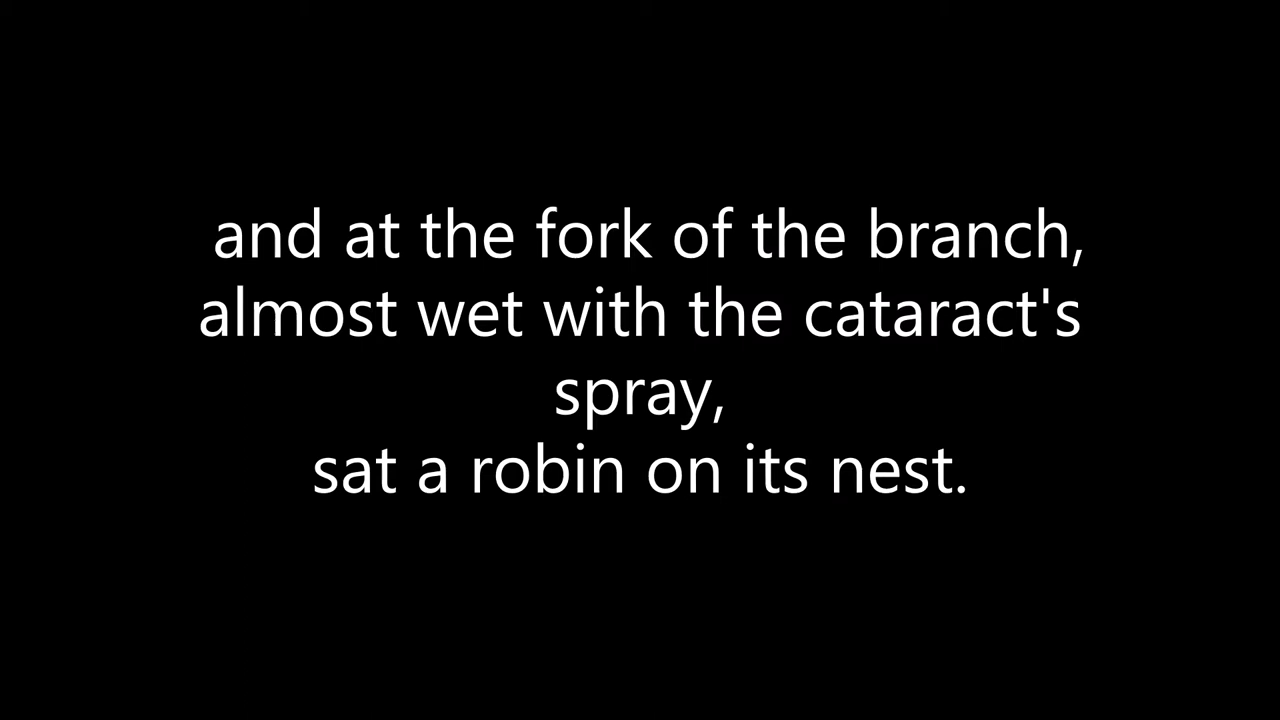 and at the fork of the branch,
almost wet with the cataract's
spray,
sat a robin on its nest.